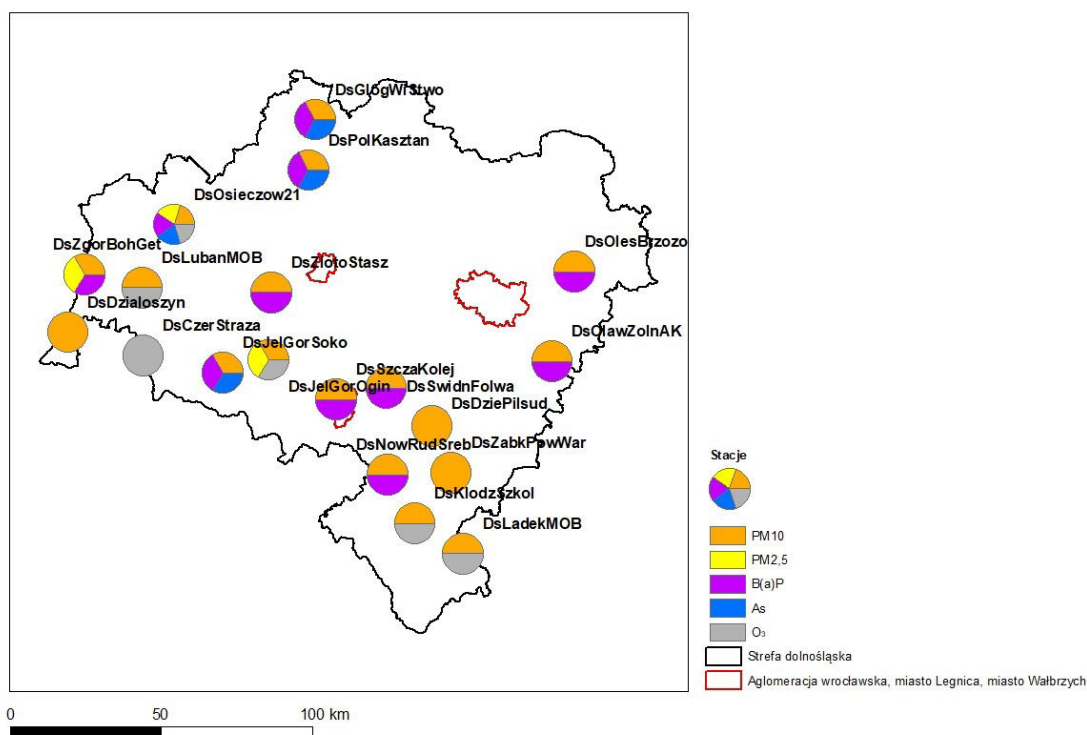 DsGlogWiStwo
DsPolKasztan
DsOsieczow21
DsZgorBohGet
DsLubanMOB
DsZlotoStasz
DsOlesBrzozo
DsDzialoszyn
DsCzerStraza
DsJelGorSoko
DsOlawZolnAK
DsSzczaKolej
DsJelGorOgin
DsSwidnFolwa
DsDziePilsud
DsNowRudSreb
DsZabkPowWar
DsKlodzSzkol
DsLadekMOB
Stacje
PM10
PM2,5
B(a)P
As
O₃
Strefa dolnośląska
Aglomeracja wrocławska, miasto Legnica, miasto Wałbrzych
0 50 100 km